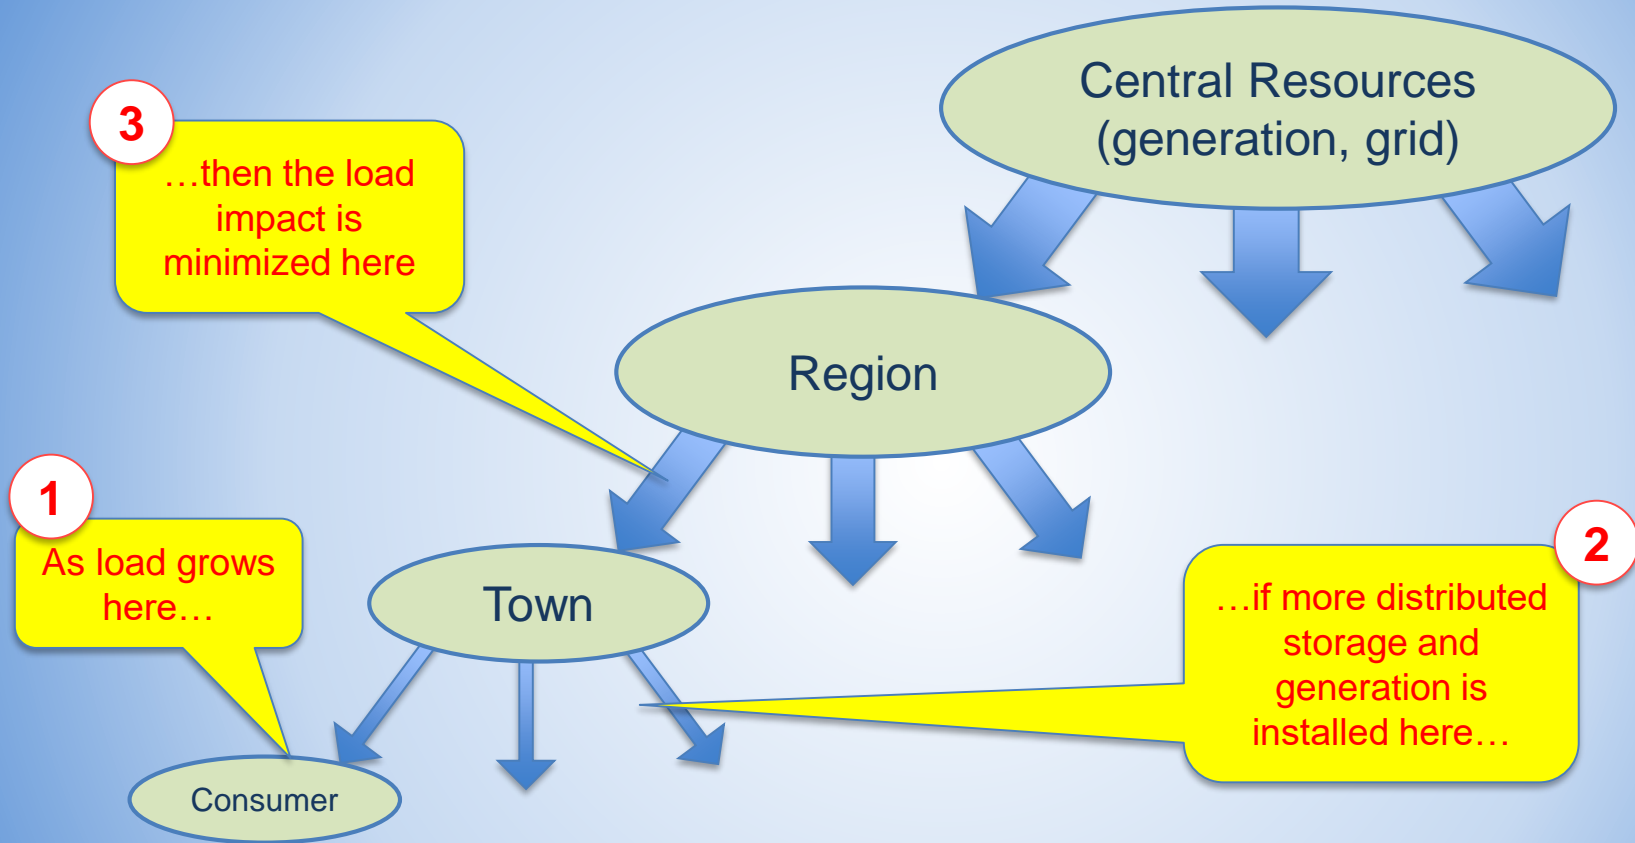 Central Resources
(generation, grid)
3
…then the load
impact is
minimized here
Region
1
As load grows
here…
Town
2
…if more distributed
storage and
generation is
installed here…
Consumer